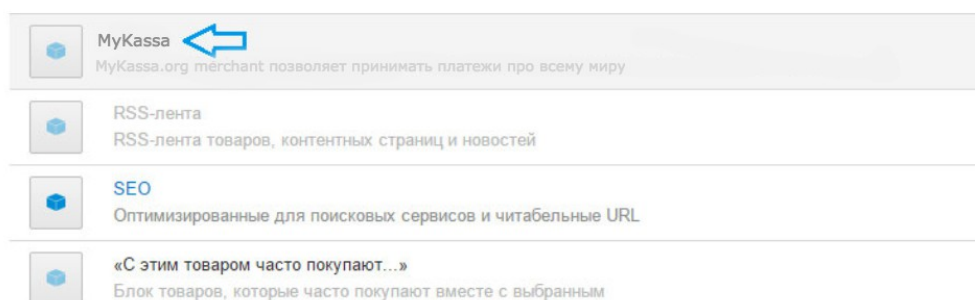 MyKassa
MyKassa.org merchant позволяет принимать платежи про всему миру
RSS-лента
RSS-лента товаров, контентных страниц и новостей
SEO
Оптимизированные для поисковых сервисов и читабельные URL
«С этим товаром часто покупают...»
Блок товаров, которые часто покупают вместе с выбранным